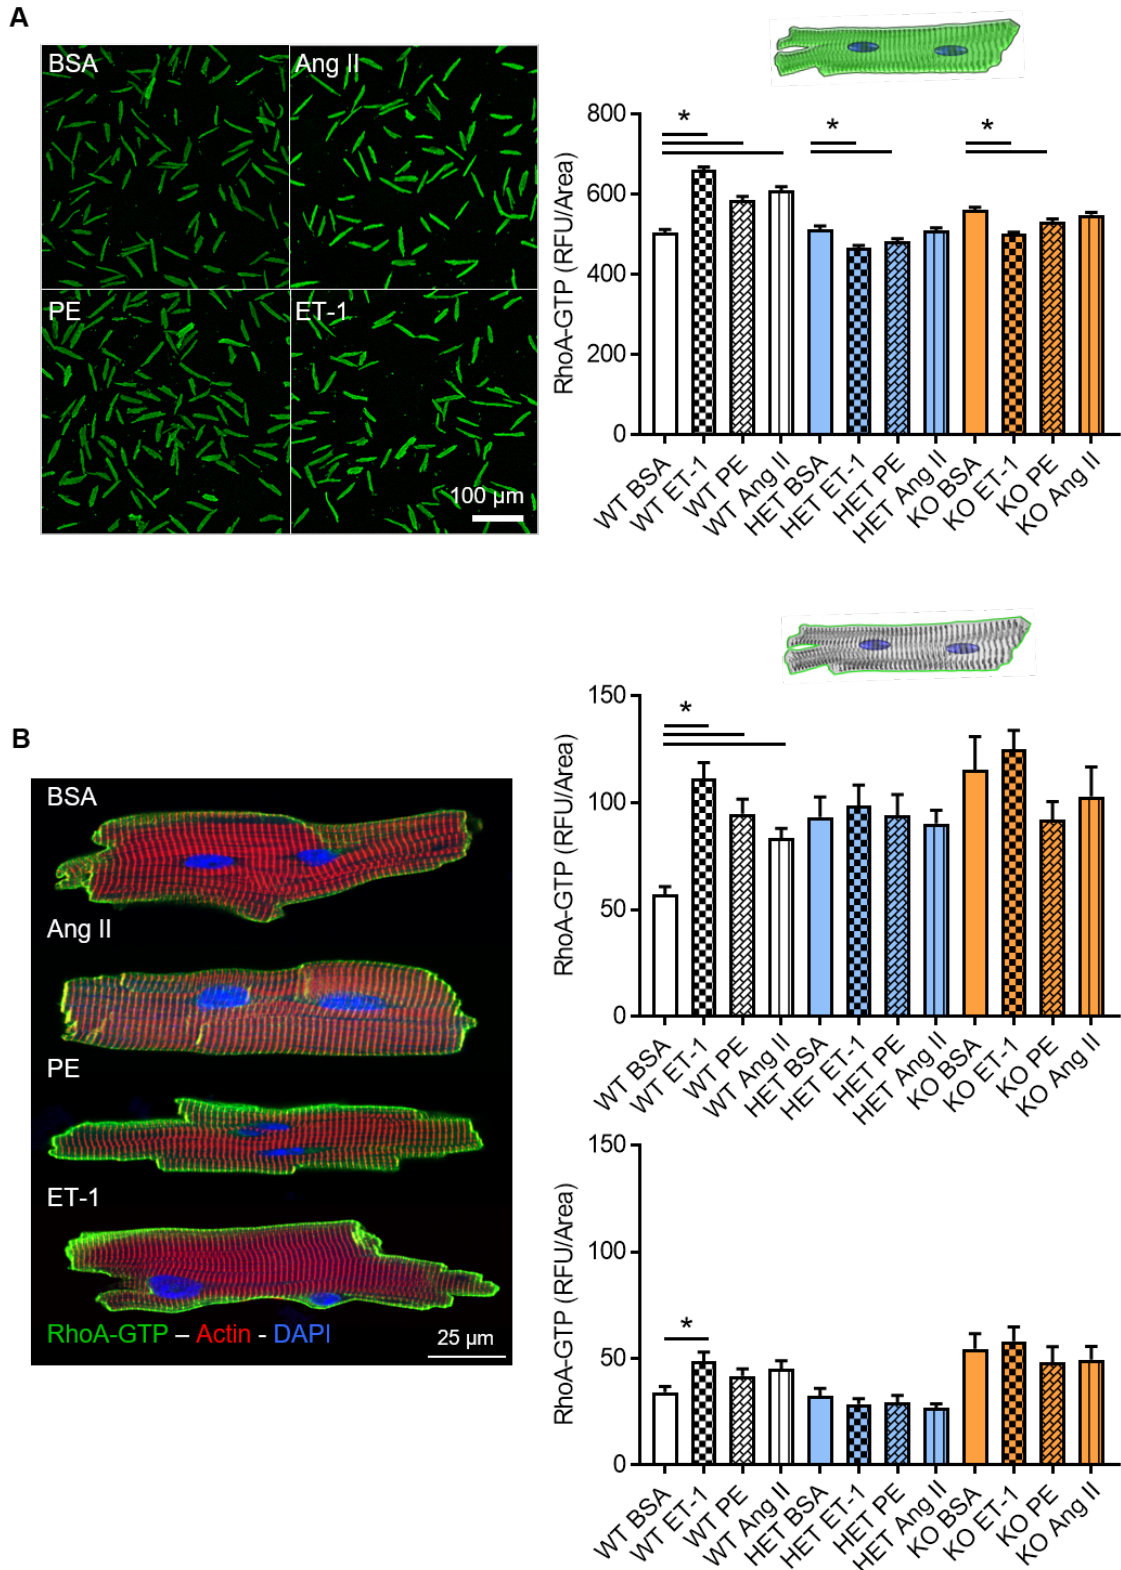 A
BSA
Ang II
PE
ET-1
100 µm
RhoA-GTP (RFU/Area)
800
600
400
200
0
*
*
*
WT BSA
WT ET-1
WT PE
WT Ang II
HET BSA
HET ET-1
HET PE
HET Ang II
KO BSA
KO ET-1
KO PE
KO Ang II
B
BSA
Ang II
PE
ET-1
RhoA-GTP – Actin - DAPI
25 µm
RhoA-GTP (RFU/Area)
150
100
50
0
*
WT BSA
WT ET-1
WT PE
WT Ang II
HET BSA
HET ET-1
HET PE
HET Ang II
KO BSA
KO ET-1
KO PE
KO Ang II
RhoA-GTP (RFU/Area)
150
100
50
0
*
WT BSA
WT ET-1
WT PE
WT Ang II
HET BSA
HET ET-1
HET PE
HET Ang II
KO BSA
KO ET-1
KO PE
KO Ang II